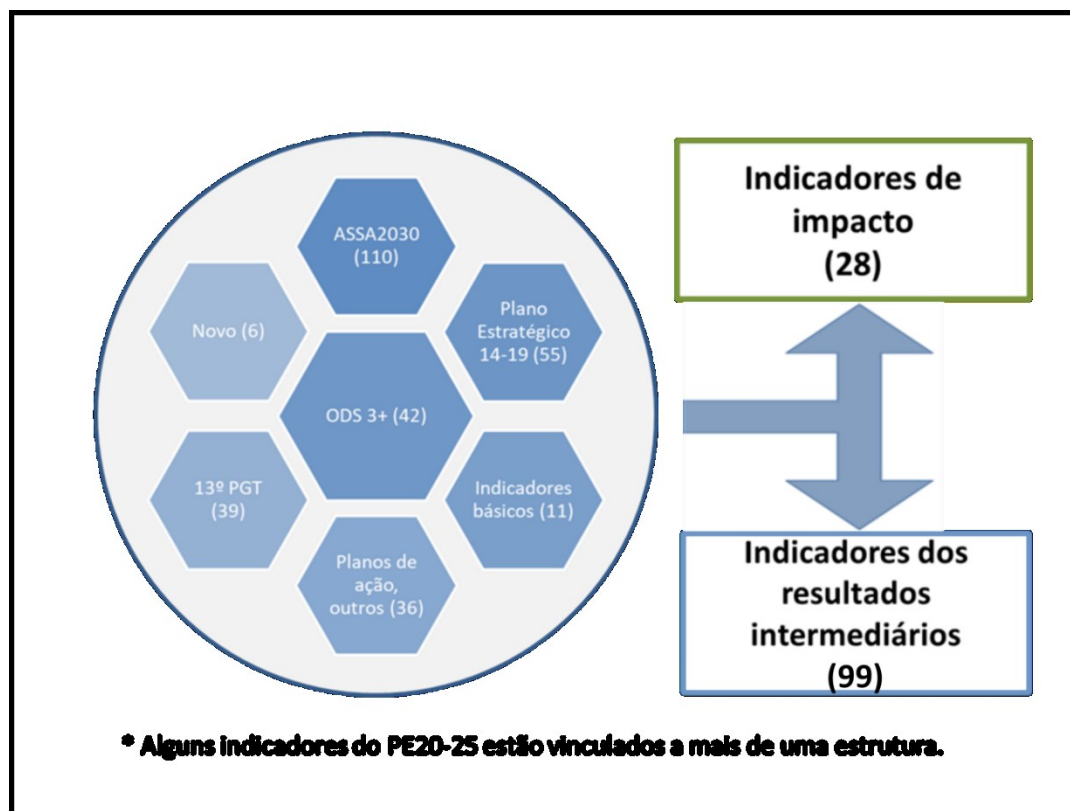 ASSA2030
(110)
Plano
Estratégico
14-19 (55)
Novo (6)
ODS 3+ (42)
13º PGT
(39)
Indicadores
básicos (11)
Planos de
ação,
outros (36)
Indicadores de
impacto
(28)
Indicadores dos
resultados
intermediários
(99)
* Alguns indicadores do PE20-25 estão vinculados a mais de uma estrutura.